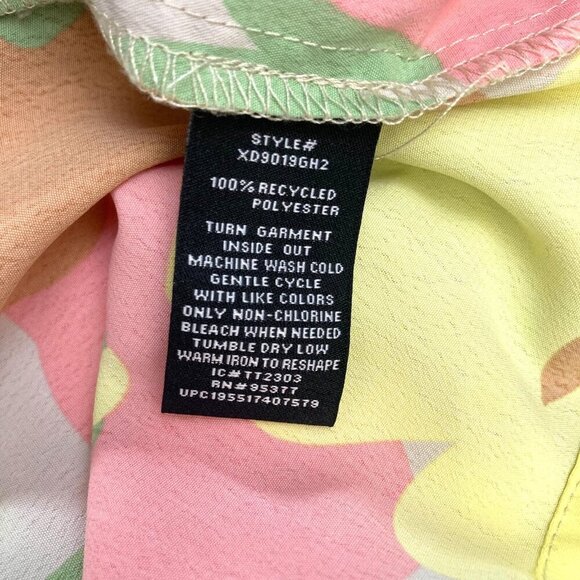 STYLE#
XD9019GH2
100% RECYCLED
POLYESTER
TURN GARMENT
INSIDE OUT
MACHINE WASH COLD
GENTLE CYCLE
WITH LIKE COLORS
ONLY NON-CHLORINE
BLEACH WHEN NEEDED
TUMBLE DRY LOW
WARM IRON TO RESHAPE
IC#TT2303
RN#95377
UPC195517407579